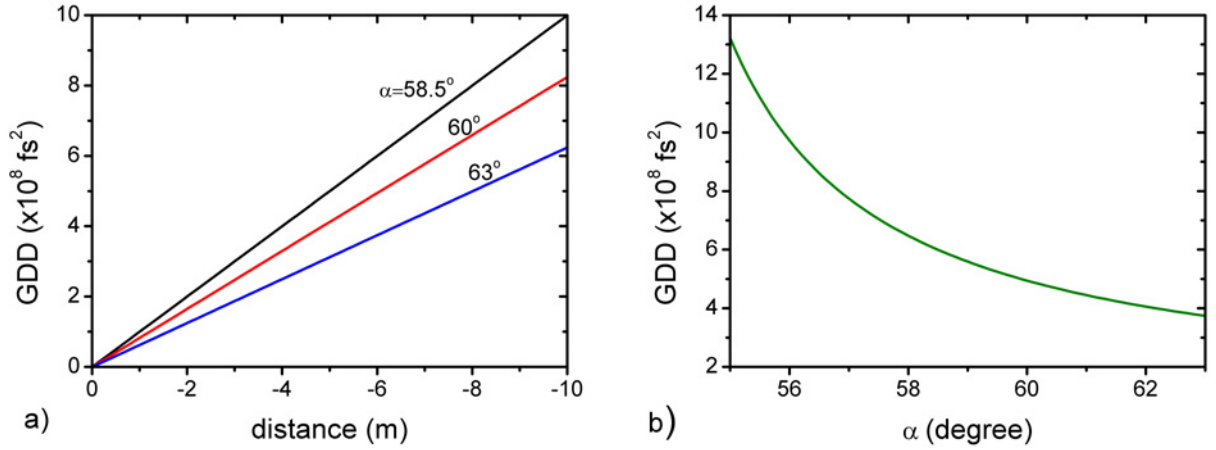 10
8
6
4
2
0
GDD (x10⁸ fs²)
α=58.5°
60°
63°
0 -2 -4 -6 -8 -10
distance (m)
a)
14
12
10
8
6
4
2
GDD (x10⁸ fs²)
56 58 60 62
α (degree)
b)